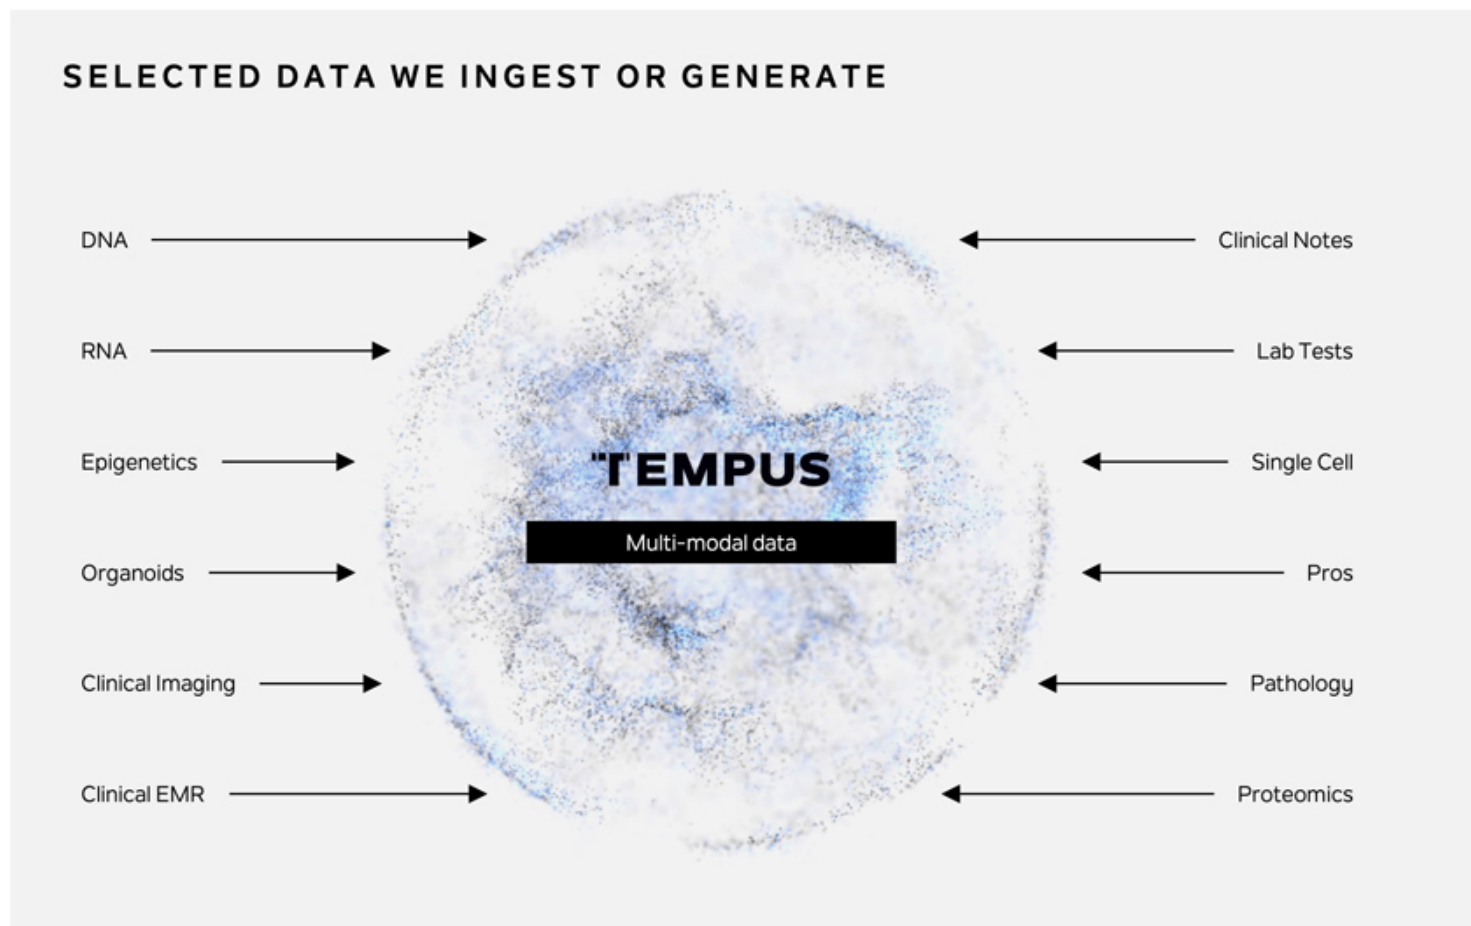 SELECTED DATA WE INGEST OR GENERATE
DNA
RNA
Epigenetics
Organoids
Clinical Imaging
Clinical EMR
TEMPUS
Multi-modal data
Clinical Notes
Lab Tests
Single Cell
Pros
Pathology
Proteomics